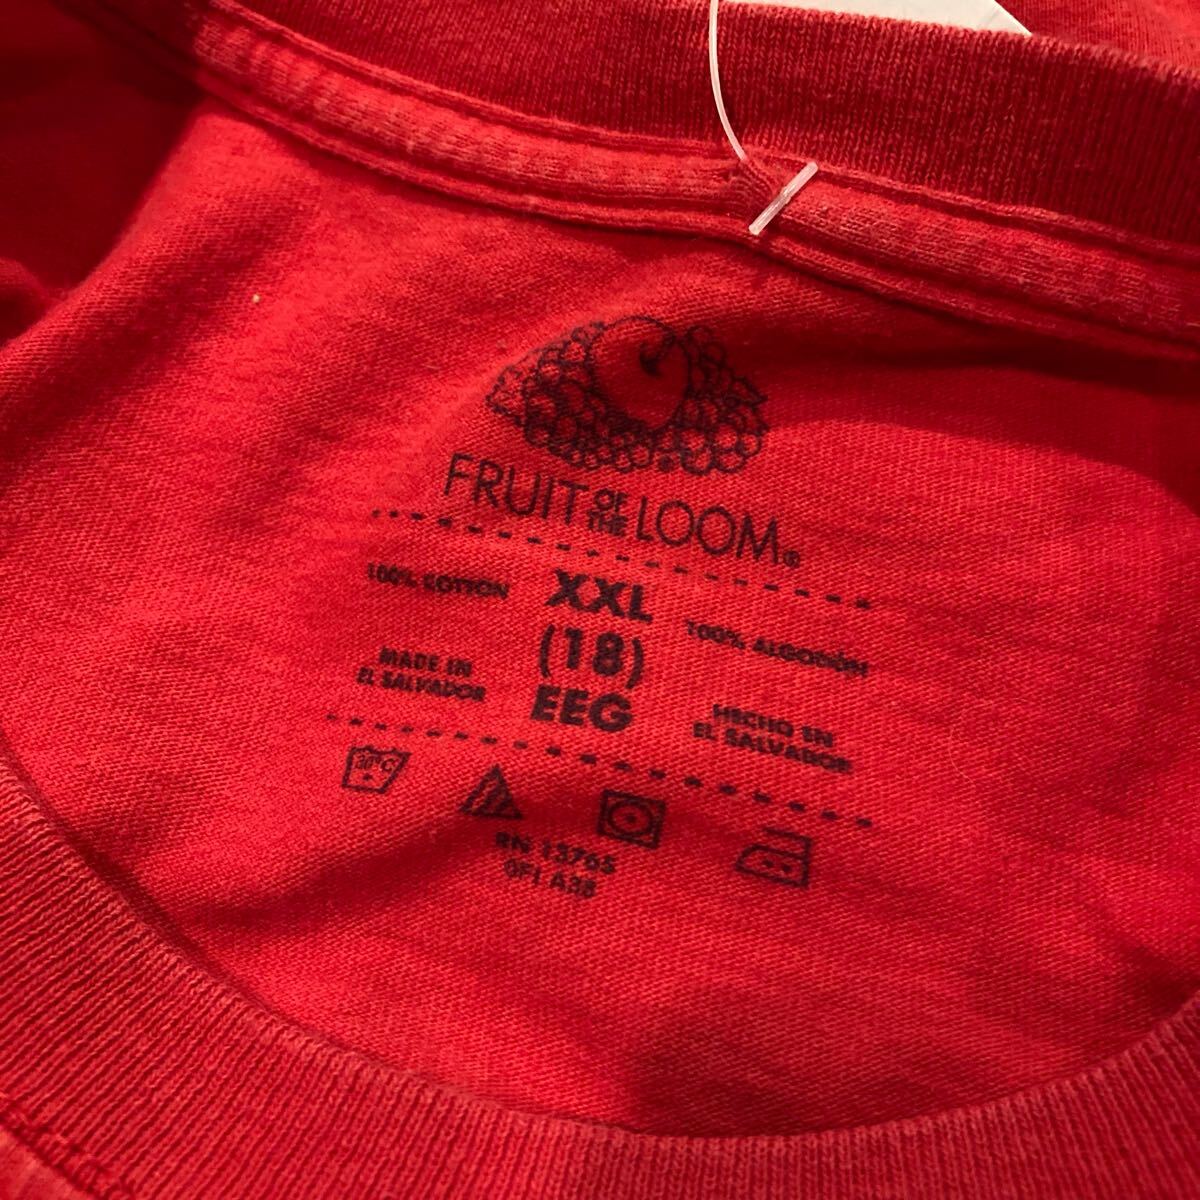 FRUIT OF THE LOOM®
100% COTTON
XXL
(18)
EEG
100% ALGODÓN
MADE IN
EL SALVADOR
HECHO EN
EL SALVADOR
RN 13765